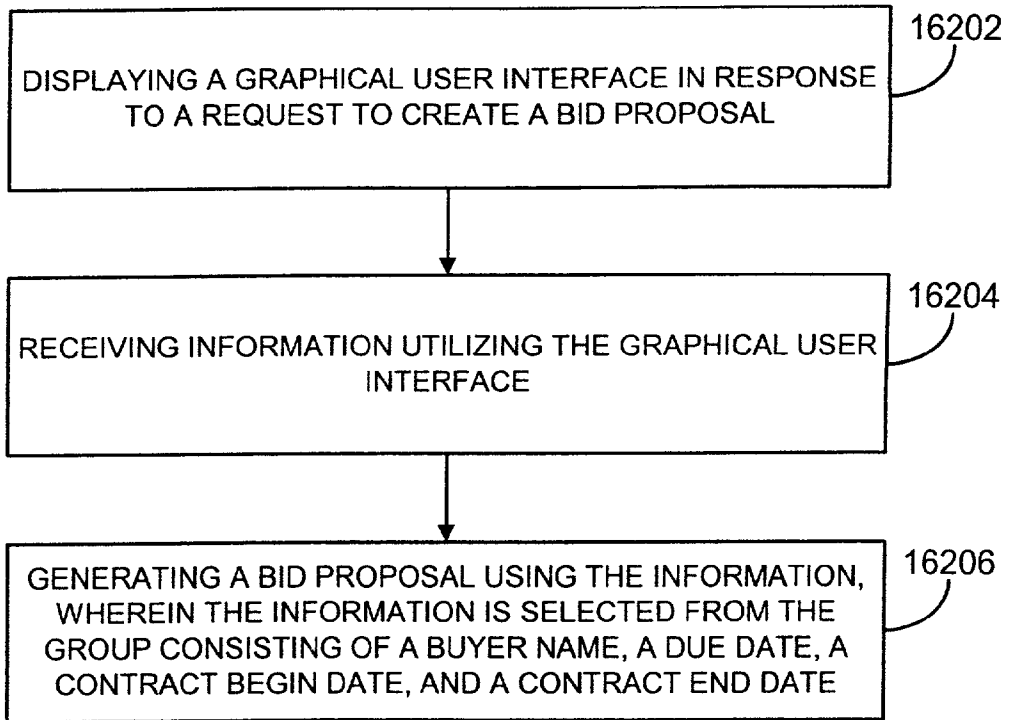 16202
DISPLAYING A GRAPHICAL USER INTERFACE IN RESPONSE
TO A REQUEST TO CREATE A BID PROPOSAL
16204
RECEIVING INFORMATION UTILIZING THE GRAPHICAL USER
INTERFACE
16206
GENERATING A BID PROPOSAL USING THE INFORMATION,
WHEREIN THE INFORMATION IS SELECTED FROM THE
GROUP CONSISTING OF A BUYER NAME, A DUE DATE, A
CONTRACT BEGIN DATE, AND A CONTRACT END DATE